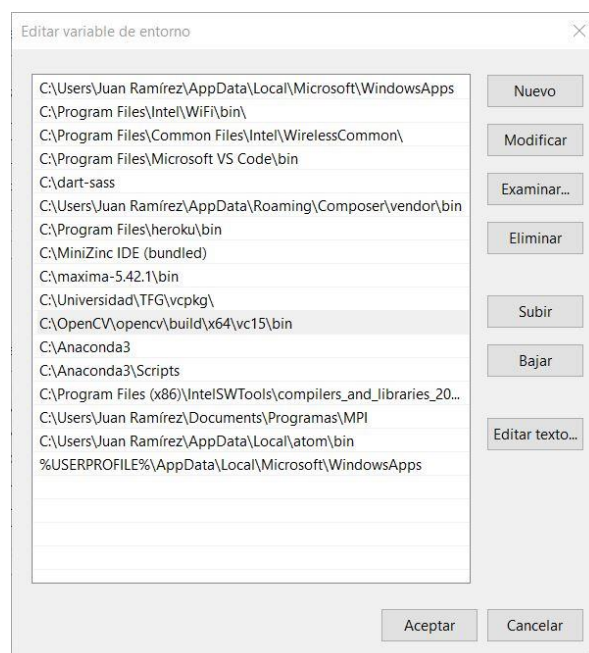 Editar variable de entorno
C:\Users\Juan Ramírez\AppData\Local\Microsoft\WindowsApps
C:\Program Files\Intel\WiFi\bin\
C:\Program Files\Common Files\Intel\WirelessCommon\
C:\Program Files\Microsoft VS Code\bin
C:\dart-sass
C:\Users\Juan Ramírez\AppData\Roaming\Composer\vendor\bin
C:\Program Files\heroku\bin
C:\MiniZinc IDE (bundled)
C:\maxima-5.42.1\bin
C:\Universidad\TFG\vcpkg\
C:\OpenCV\opencv\build\x64\vc15\bin
C:\Anaconda3
C:\Anaconda3\Scripts
C:\Program Files (x86)\IntelSWTools\compilers_and_libraries_20...
C:\Users\Juan Ramírez\Documents\Programas\MPI
C:\Users\Juan Ramírez\AppData\Local\atom\bin
%USERPROFILE%\AppData\Local\Microsoft\WindowsApps
Nuevo
Modificar
Examinar...
Eliminar
Subir
Bajar
Editar texto...
Aceptar
Cancelar